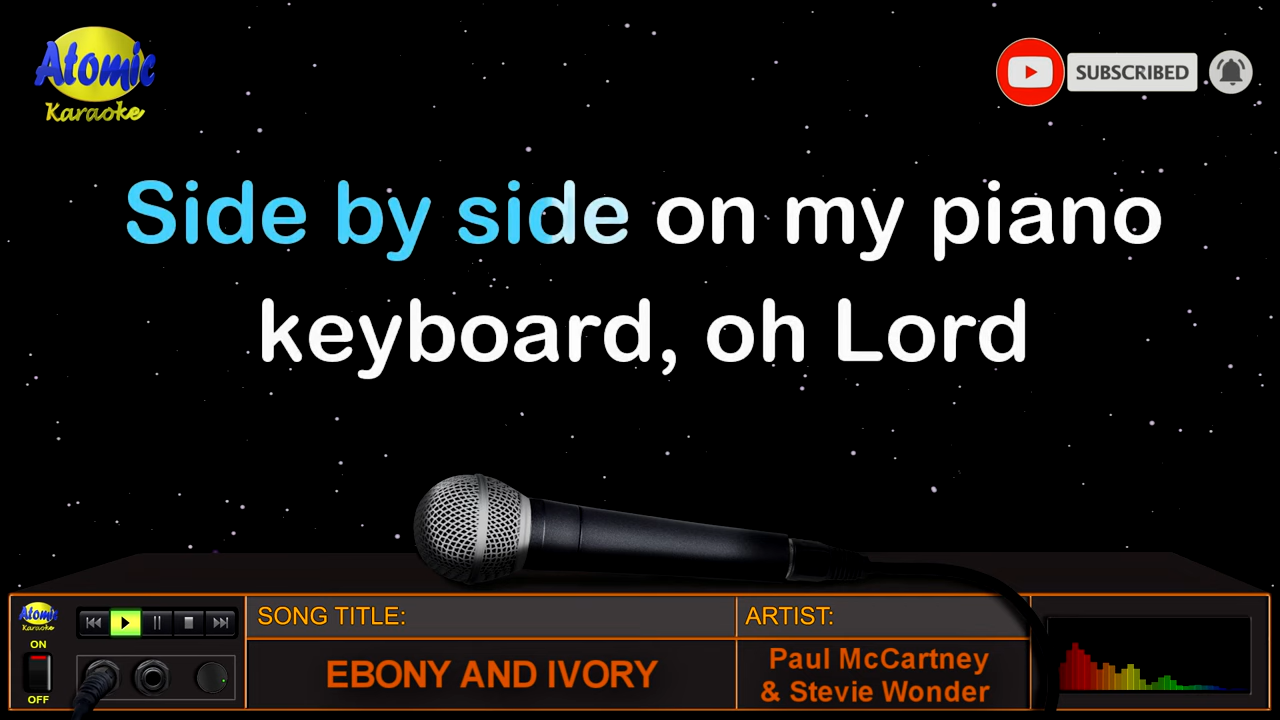 Atomic
Karaoke
SUBSCRIBED
Side by side on my piano
keyboard, oh Lord
Atomic
Karaoke
ON
OFF
SONG TITLE:
EBONY AND IVORY
ARTIST:
Paul McCartney
& Stevie Wonder